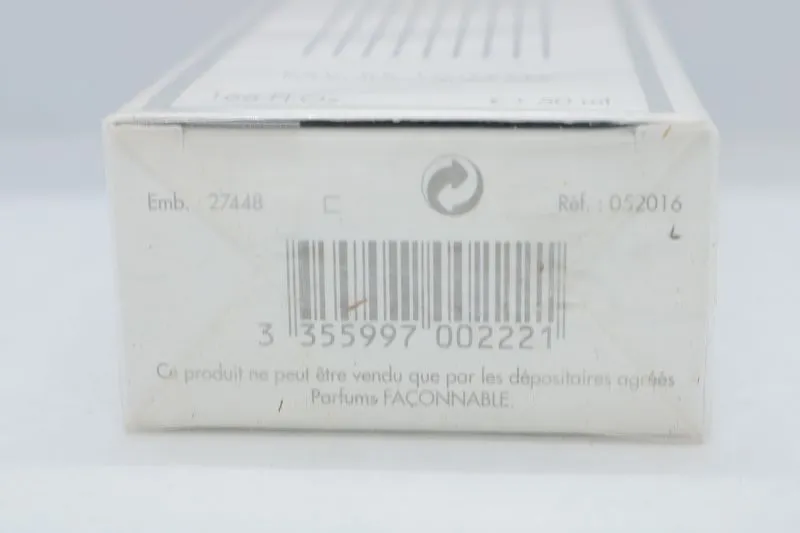 Emb. 27448 C Réf. : 052016
3 355997 002221
Ce produit ne peut être vendu que par les dépositaires agréés
Parfums FAÇONNABLE.